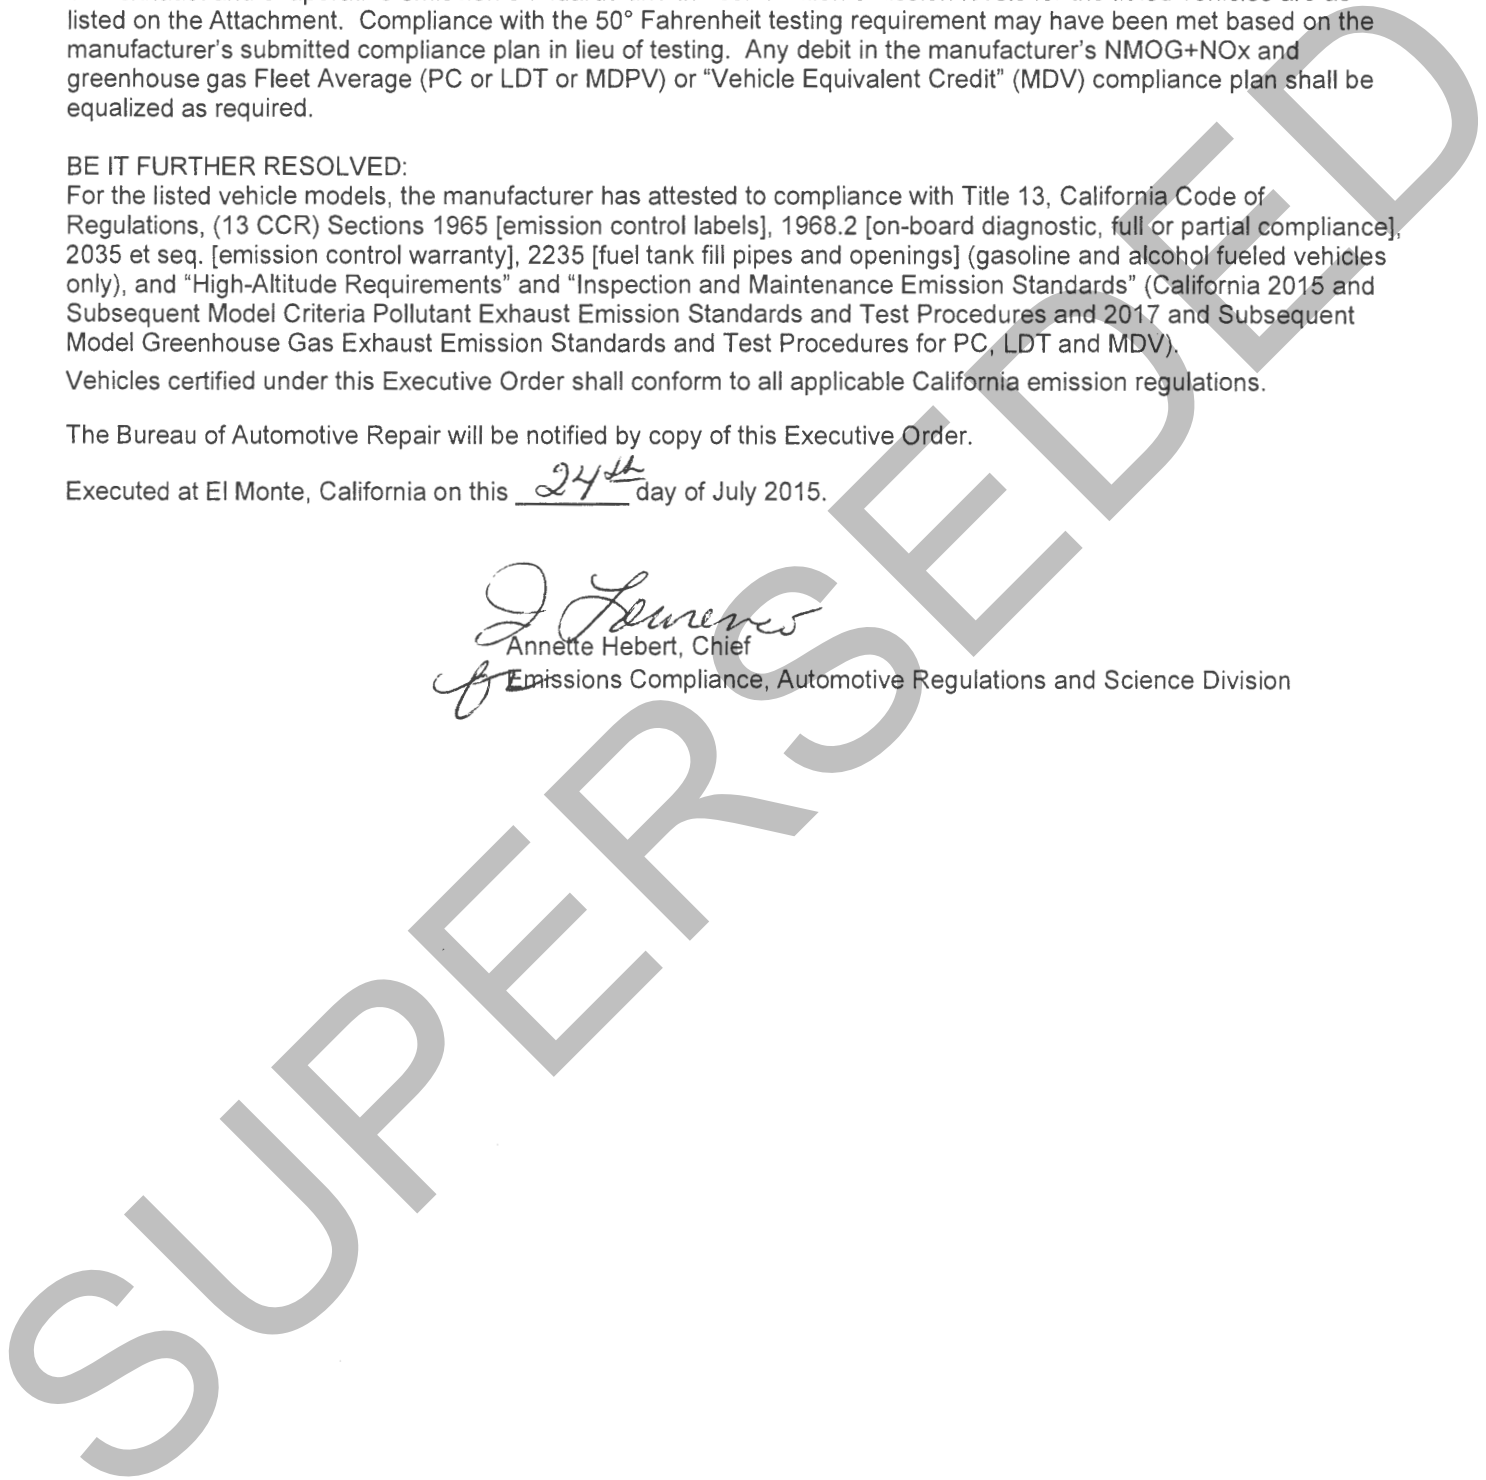 listed on the Attachment. Compliance with the 50° Fahrenheit testing requirement may have been met based on the
manufacturer's submitted compliance plan in lieu of testing. Any debit in the manufacturer's NMOG+NOx and
greenhouse gas Fleet Average (PC or LDT or MDPV) or “Vehicle Equivalent Credit” (MDV) compliance plan shall be
equalized as required.
BE IT FURTHER RESOLVED:
For the listed vehicle models, the manufacturer has attested to compliance with Title 13, California Code of
Regulations, (13 CCR) Sections 1965 [emission control labels], 1968.2 [on-board diagnostic, full or partial compliance],
2035 et seq. [emission control warranty], 2235 [fuel tank fill pipes and openings] (gasoline and alcohol fueled vehicles
only), and “High-Altitude Requirements” and “Inspection and Maintenance Emission Standards” (California 2015 and
Subsequent Model Criteria Pollutant Exhaust Emission Standards and Test Procedures and 2017 and Subsequent
Model Greenhouse Gas Exhaust Emission Standards and Test Procedures for PC, LDT and MDV).
Vehicles certified under this Executive Order shall conform to all applicable California emission regulations.
The Bureau of Automotive Repair will be notified by copy of this Executive Order.
Executed at El Monte, California on this 24th day of July 2015.
Annette Hebert, Chief
for Emissions Compliance, Automotive Regulations and Science Division
SUPERSEDED